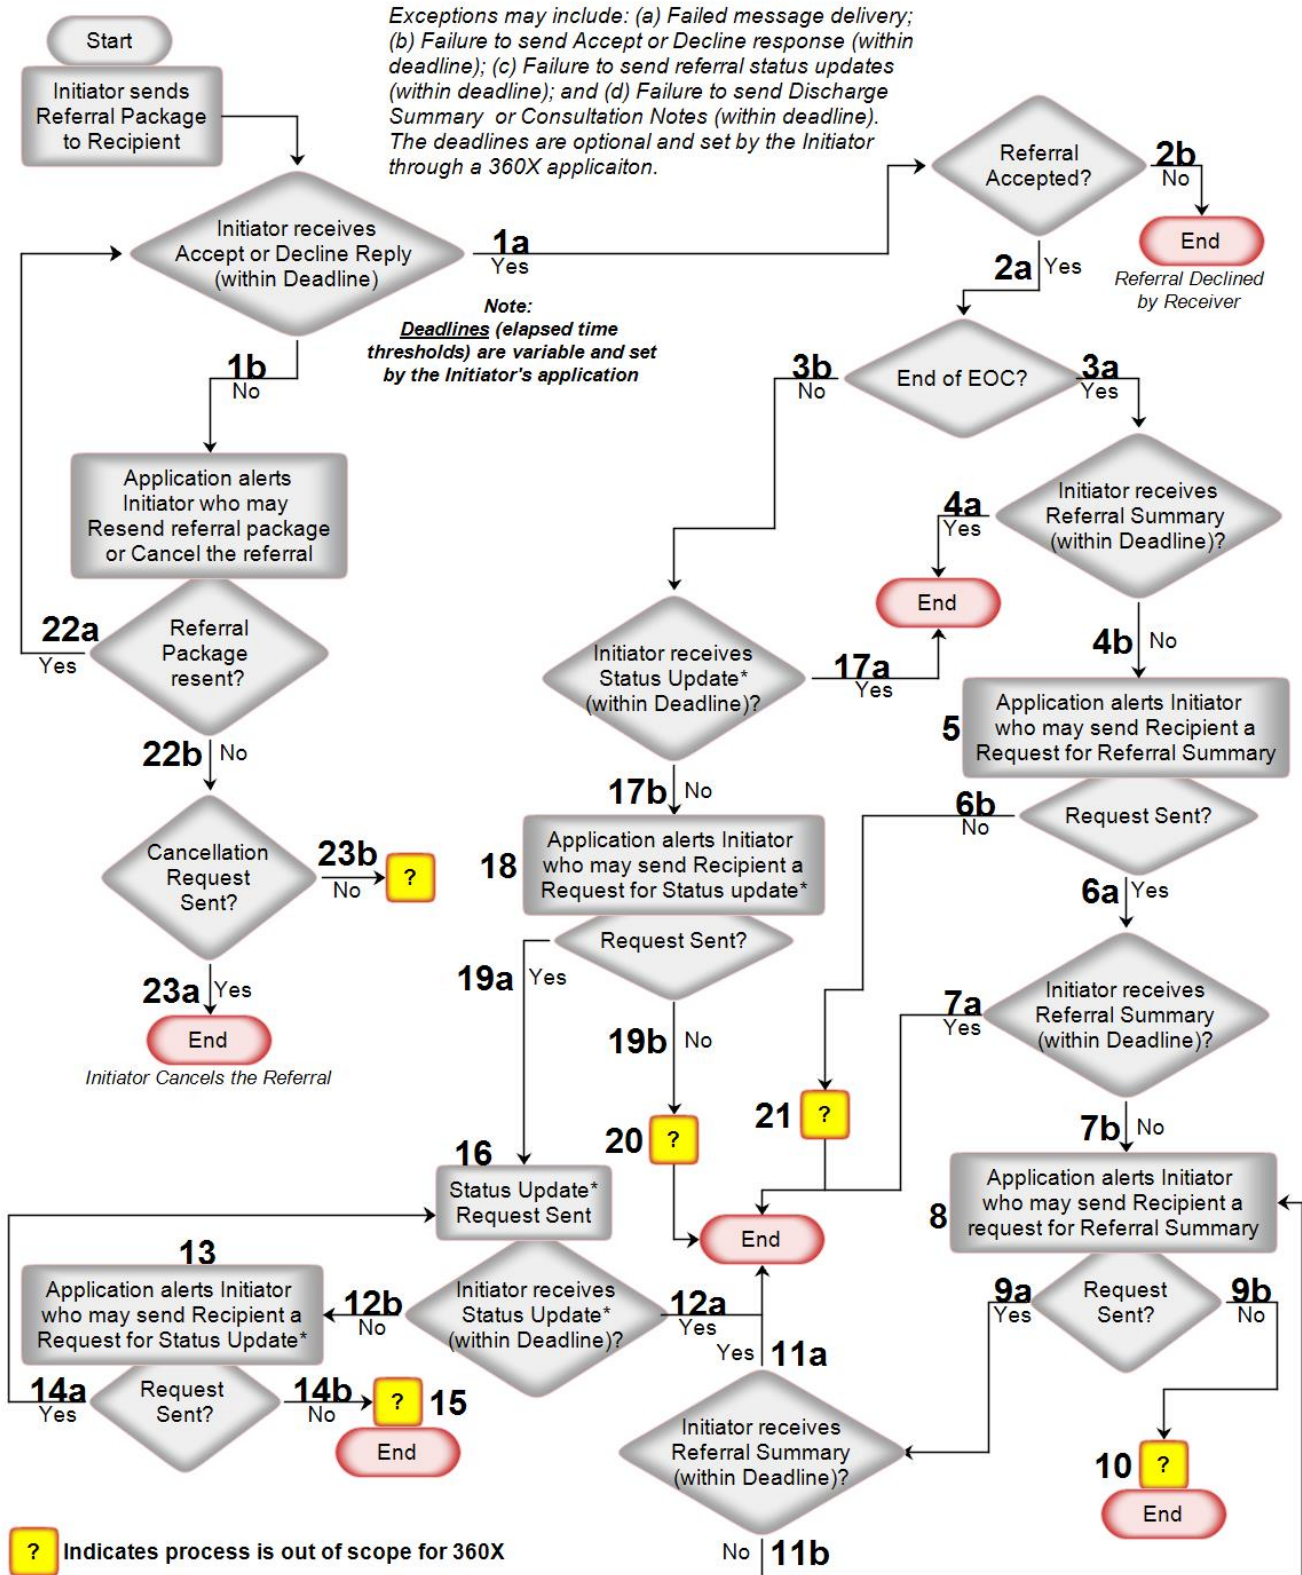 Start
Initiator sends
Referral Package
to Recipient
Exceptions may include: (a) Failed message delivery;
(b) Failure to send Accept or Decline response (within
deadline); (c) Failure to send referral status updates
(within deadline); and (d) Failure to send Discharge
Summary or Consultation Notes (within deadline).
The deadlines are optional and set by the Initiator
through a 360X applicaiton.
Initiator receives
Accept or Decline Reply
(within Deadline)
1a
Yes
Referral
Accepted?
2b
No
End
Referral Declined
by Receiver
2a
Yes
Note:
Deadlines (elapsed time
thresholds) are variable and set
by the Initiator's application
1b
No
3b
No
End of EOC?
3a
Yes
Application alerts
Initiator who may
Resend referral package
or Cancel the referral
Initiator receives
Referral Summary
(within Deadline)?
4a
Yes
End
4b
No
22a
Yes
Referral
Package
resent?
Initiator receives
Status Update*
(within Deadline)?
17a
Yes
5
Application alerts Initiator
who may send Recipient a
Request for Referral Summary
22b
No
17b
No
6b
No
Request Sent?
6a
Yes
Cancellation
Request
Sent?
23b
No
?
18
Application alerts Initiator
who may send Recipient a
Request for Status update*
Request Sent?
19a
Yes
19b
No
23a
Yes
End
Initiator Cancels the Referral
7a
Yes
Initiator receives
Referral Summary
(within Deadline)?
7b
No
20
?
21
?
16
Status Update*
Request Sent
End
8
Application alerts Initiator
who may send Recipient a
request for Referral Summary
13
Application alerts Initiator
who may send Recipient a
Request for Status Update*
12b
No
Initiator receives
Status Update*
(within Deadline)?
12a
Yes
9a
Yes
Request
Sent?
9b
No
Yes
11a
14a
Yes
Request
Sent?
14b
No
?
15
End
Initiator receives
Referral Summary
(within Deadline)?
10
?
End
No
11b
?
Indicates process is out of scope for 360X